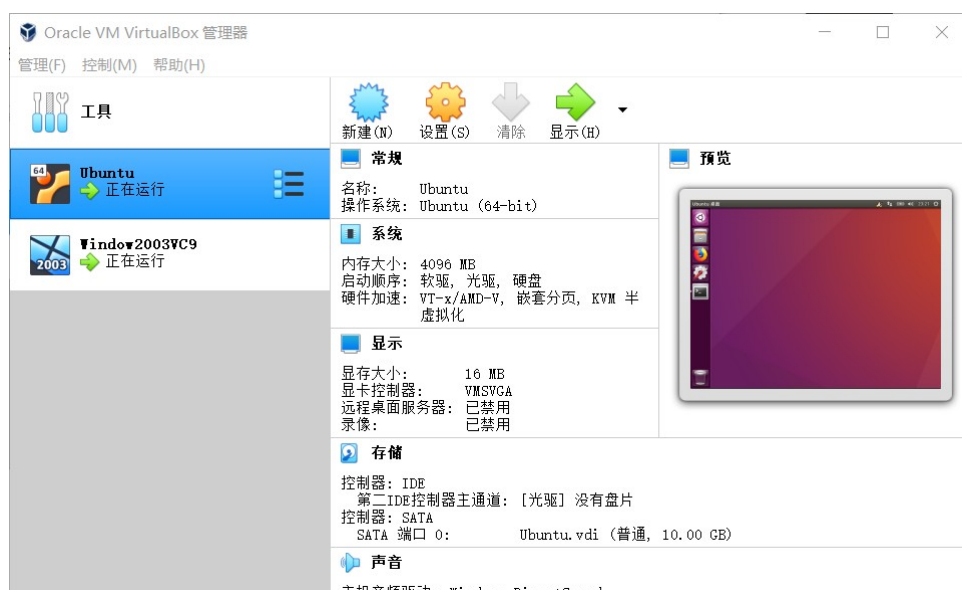 Oracle VM VirtualBox 管理器
管理(F) 控制(M) 帮助(H)
工具
新建(N) 设置(S) 清除 显示(H)
64
Ubuntu
正在运行
2003
Window2003VC9
正在运行
常规
名称: Ubuntu
操作系统: Ubuntu (64-bit)
系统
内存大小: 4096 MB
启动顺序: 软驱, 光驱, 硬盘
硬件加速: VT-x/AMD-V, 嵌套分页, KVM 半
虚拟化
显示
显存大小: 16 MB
显卡控制器: VMSVGA
远程桌面服务器: 已禁用
录像: 已禁用
预览
存储
控制器: IDE
第二IDE控制器主通道: [光驱] 没有盘片
控制器: SATA
SATA 端口 0: Ubuntu.vdi (普通, 10.00 GB)
声音